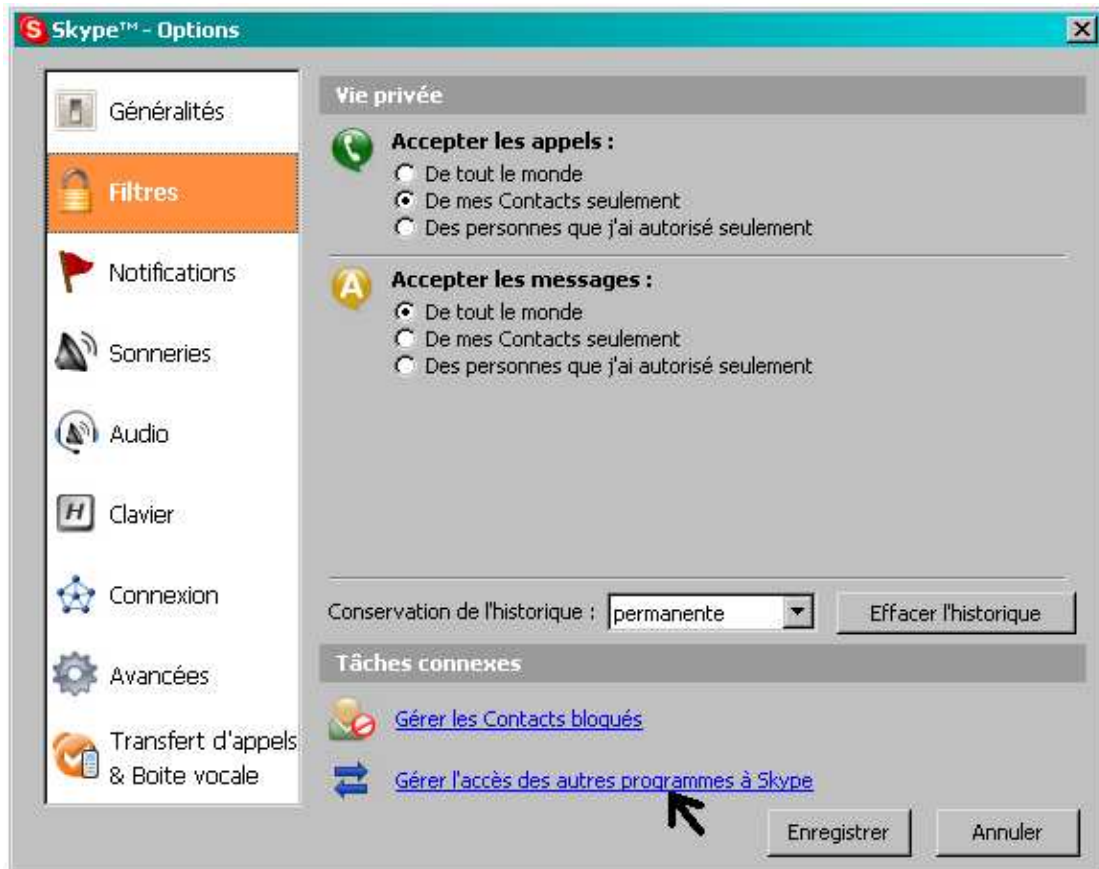 Skype™ - Options
Généralités
Filtres
Notifications
Sonneries
Audio
H
Clavier
Connexion
Avancées
Transfert d'appels
& Boite vocale
Vie privée
Accepter les appels :
De tout le monde
De mes Contacts seulement
Des personnes que j'ai autorisé seulement
A
Accepter les messages :
De tout le monde
De mes Contacts seulement
Des personnes que j'ai autorisé seulement
Conservation de l'historique : permanente Effacer l'historique
Tâches connexes
Gérer les Contacts bloqués
Gérer l'accès des autres programmes à Skype
Enregistrer Annuler